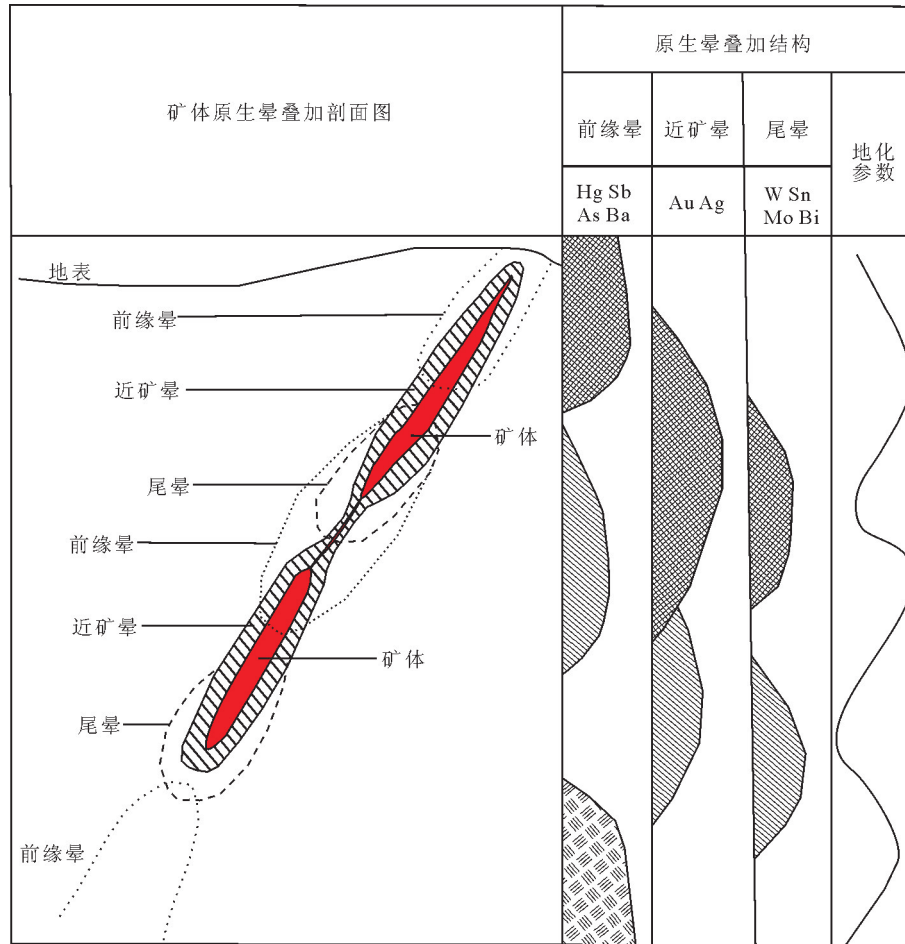 矿体原生晕叠加剖面图
原生晕叠加结构
前缘晕
近矿晕
尾晕
地化
参数
Hg Sb
As Ba
Au Ag
W Sn
Mo Bi
地表
前缘晕
近矿晕
矿体
尾晕
前缘晕
近矿晕
矿体
尾晕
前缘晕